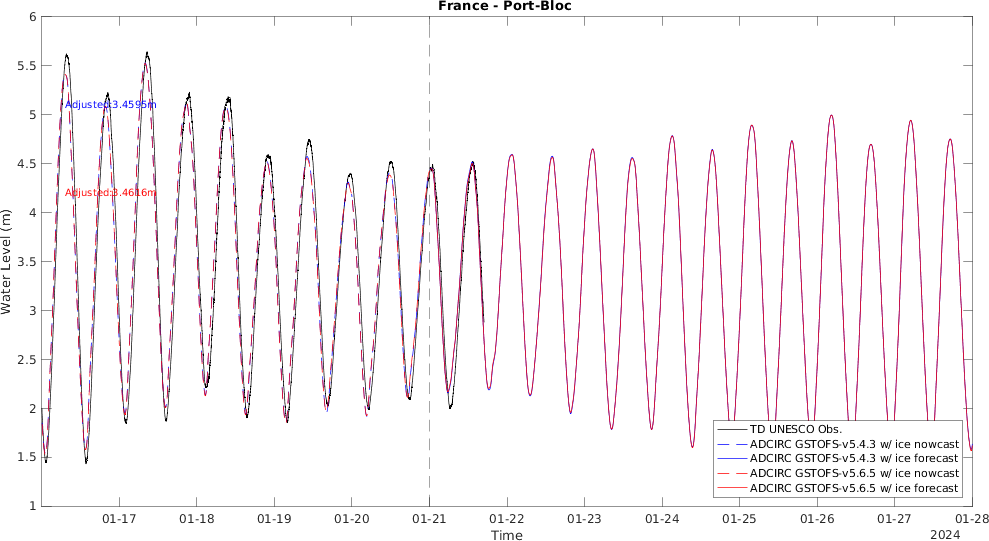 France - Port-Bloc
6
5.5
5
4.5
4
3.5
3
2.5
2
1.5
1
Water Level (m)
Adjusted:3.4595m
Adjusted:3.4616m
TD UNESCO Obs.
ADCIRC GSTOFS-v5.4.3 w/ ice nowcast
ADCIRC GSTOFS-v5.4.3 w/ ice forecast
ADCIRC GSTOFS-v5.6.5 w/ ice nowcast
ADCIRC GSTOFS-v5.6.5 w/ ice forecast
01-17 01-18 01-19 01-20 01-21 01-22 01-23 01-24 01-25 01-26 01-27 01-28
Time
2024